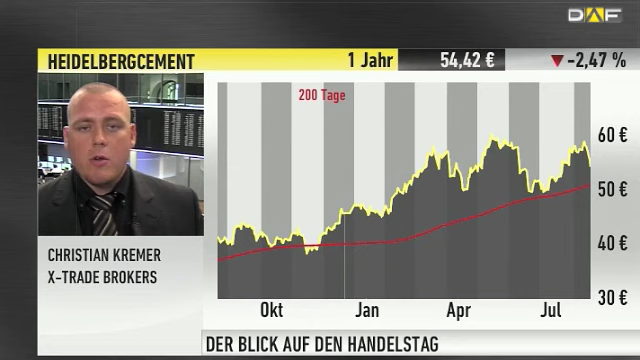 DAF
HEIDELBERGCEMENT 1 Jahr 54,42 € ▼-2,47 %
200 Tage
60 €
50 €
40 €
30 €
Okt Jan Apr Jul
CHRISTIAN KREMER
X-TRADE BROKERS
DER BLICK AUF DEN HANDELSTAG